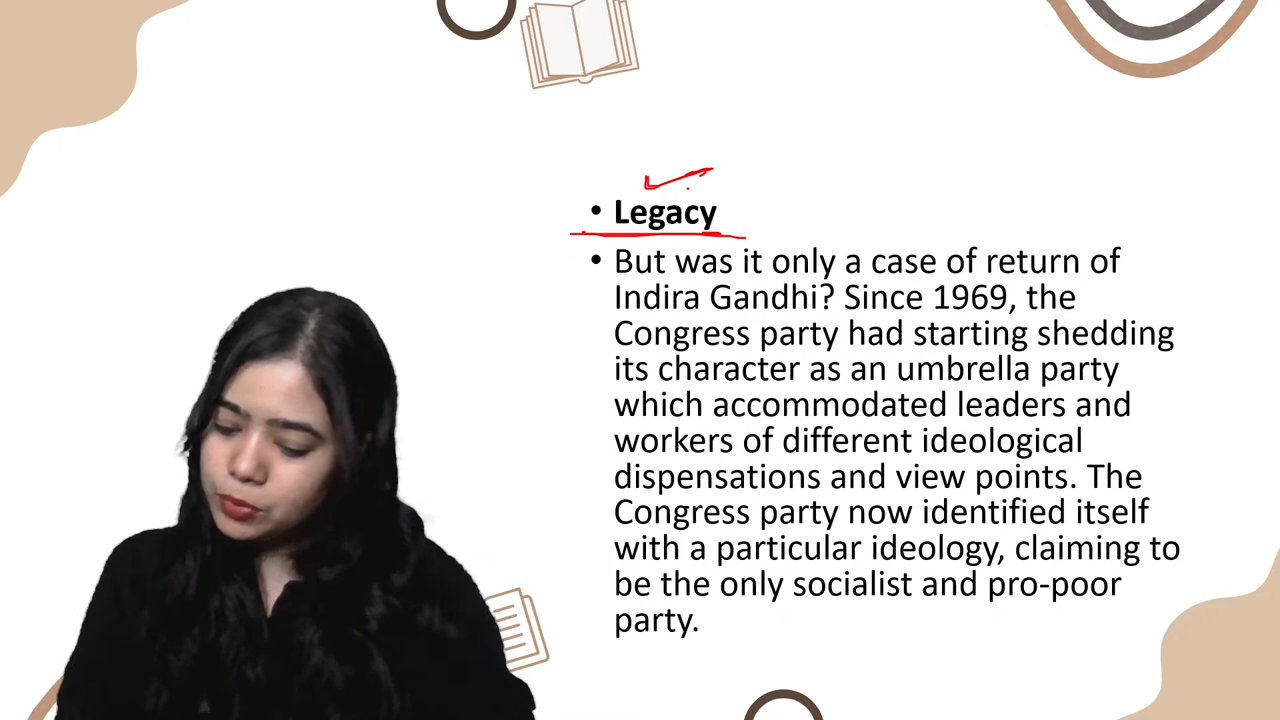 • Legacy
• But was it only a case of return of
Indira Gandhi? Since 1969, the
Congress party had starting shedding
its character as an umbrella party
which accommodated leaders and
workers of different ideological
dispensations and view points. The
Congress party now identified itself
with a particular ideology, claiming to
be the only socialist and pro-poor
party.